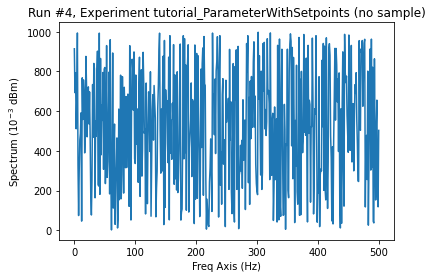 Run #4, Experiment tutorial_ParameterWithSetpoints (no sample)
1000
800
600
400
200
0
Spectrum (10⁻³ dBm)
0 100 200 300 400 500
Freq Axis (Hz)